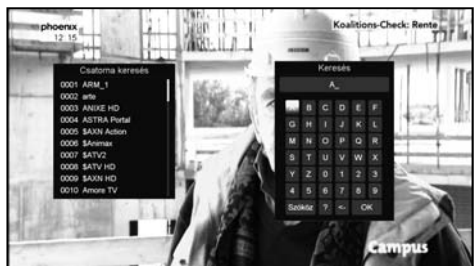 phoenix
12:15
Koalitions-Check: Rente
Csatorna keresés
0001 ARM_1
0002 arte
0003 ANIXE HD
0004 ASTRA Portal
0005 $AXN Action
0006 $Animax
0007 $ATV2
0008 $ATV HD
0009 $AXN HD
0010 Amore TV
Keresés
A_
B C D E F
G H I J K L
M N O P Q R
S T U V W X
Y Z 0 1 2 3
4 5 6 7 8 9
Szóköz ? <- OK
Campus